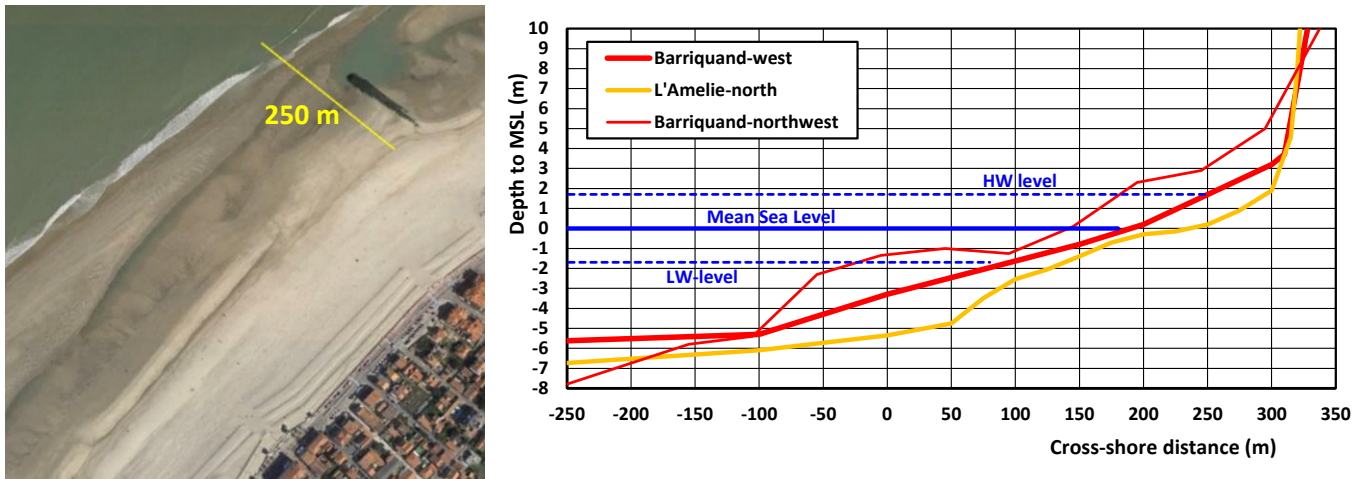 250 m
Depth to MSL (m)
10
9
8
7
6
5
4
3
2
1
0
-1
-2
-3
-4
-5
-6
-7
-8
Barriquand-west
L'Amelie-north
Barriquand-northwest
HW level
Mean Sea Level
LW-level
-250 -200 -150 -100 -50 0 50 100 150 200 250 300 350
Cross-shore distance (m)